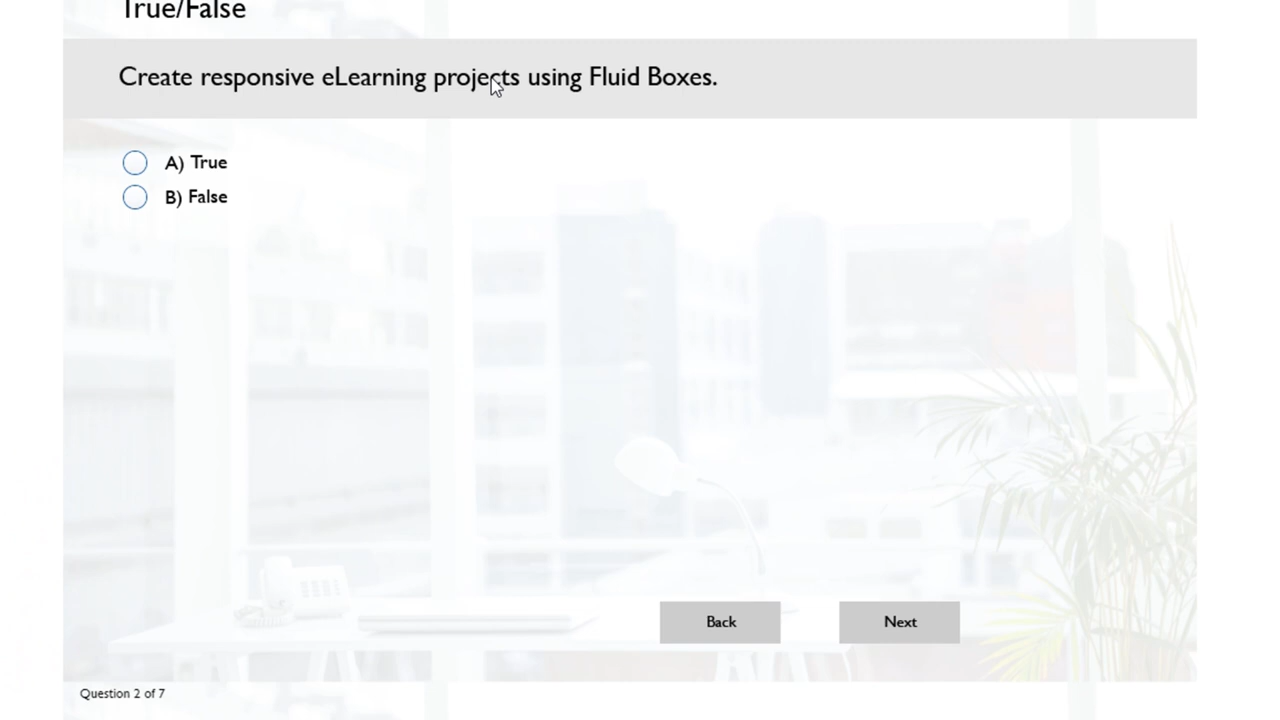 True/False
Create responsive eLearning projects using Fluid Boxes.
A) True
B) False
Back
Next
Question 2 of 7